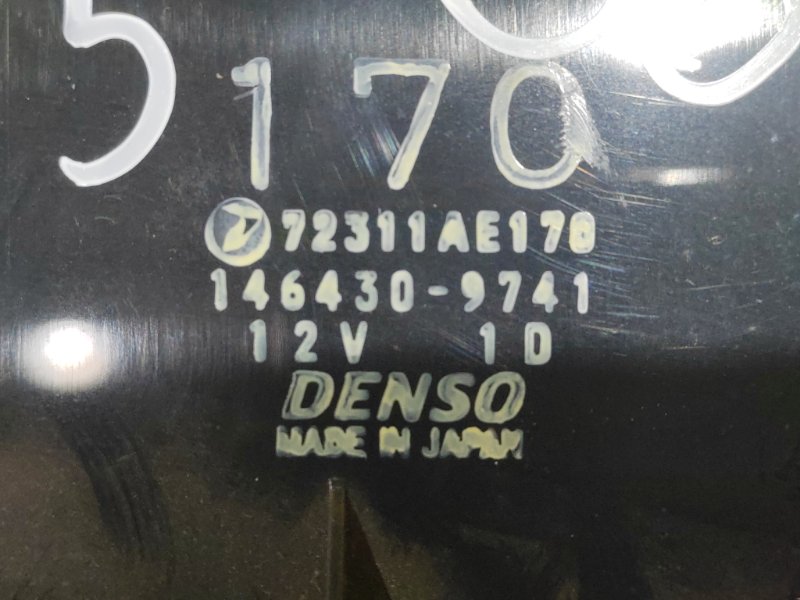 5
170
72311AE170
146430-9741
12V 1D
DENSO
MADE IN JAPAN